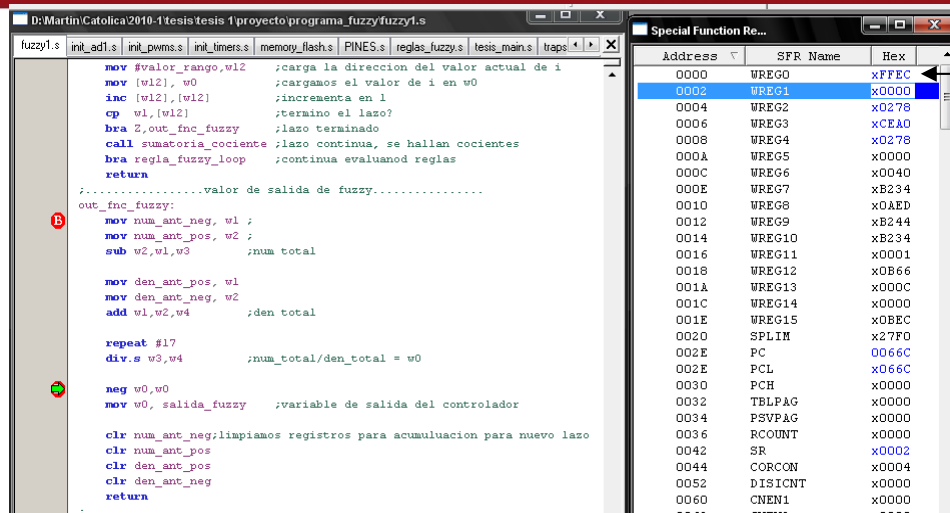 D:\Martin\Catolica\2010-1\tesis\tesis 1\proyecto\programa_fuzzy\fuzzy1.s
fuzzy1.s init_ad1.s init_pwms.s init_timers.s memory_flash.s PINES.s reglas_fuzzy.s tesis_main.s traps
mov #valor_rango,w12 ;carga la direccion del valor actual de i
mov [w12], w0 ;cargamos el valor de i en w0
inc [w12],[w12] ;incrementa en 1
cp w1,[w12] ;termino el lazo?
bra Z,out_fnc_fuzzy ;lazo terminado
call sumatoria_cociente ;lazo continua, se hallan cocientes
bra regla_fuzzy_loop ;continua evaluanod reglas
return
;.................valor de salida de fuzzy................
out_fnc_fuzzy:
B
mov num_ant_neg, w1 ;
mov num_ant_pos, w2 ;
sub w2,w1,w3 ;num total
mov den_ant_pos, w1
mov den_ant_neg, w2
add w1,w2,w4 ;den total
repeat #17
div.s w3,w4 ;num_total/den_total = w0
neg w0,w0
mov w0, salida_fuzzy ;variable de salida del controlador
clr num_ant_neg;limpiamos registros para acumuluacion para nuevo lazo
clr num_ant_pos
clr den_ant_pos
clr den_ant_neg
return
Special Function Re...
Address SFR Name Hex
0000 WREG0 xFFEC
0002 WREG1 x0000
0004 WREG2 x0278
0006 WREG3 xCEA0
0008 WREG4 x0278
000A WREG5 x0000
000C WREG6 x0040
000E WREG7 xB234
0010 WREG8 x0AED
0012 WREG9 xB244
0014 WREG10 xB234
0016 WREG11 x0001
0018 WREG12 x0B66
001A WREG13 x000C
001C WREG14 x0000
001E WREG15 x0BEC
0020 SPLIM x27F0
002E PC 0066C
002E PCL x066C
0030 PCH x0000
0032 TBLPAG x0000
0034 PSVPAG x0000
0036 RCOUNT x0000
0042 SR x0002
0044 CORCON x0004
0052 DISICNT x0000
0060 CNEN1 x0000